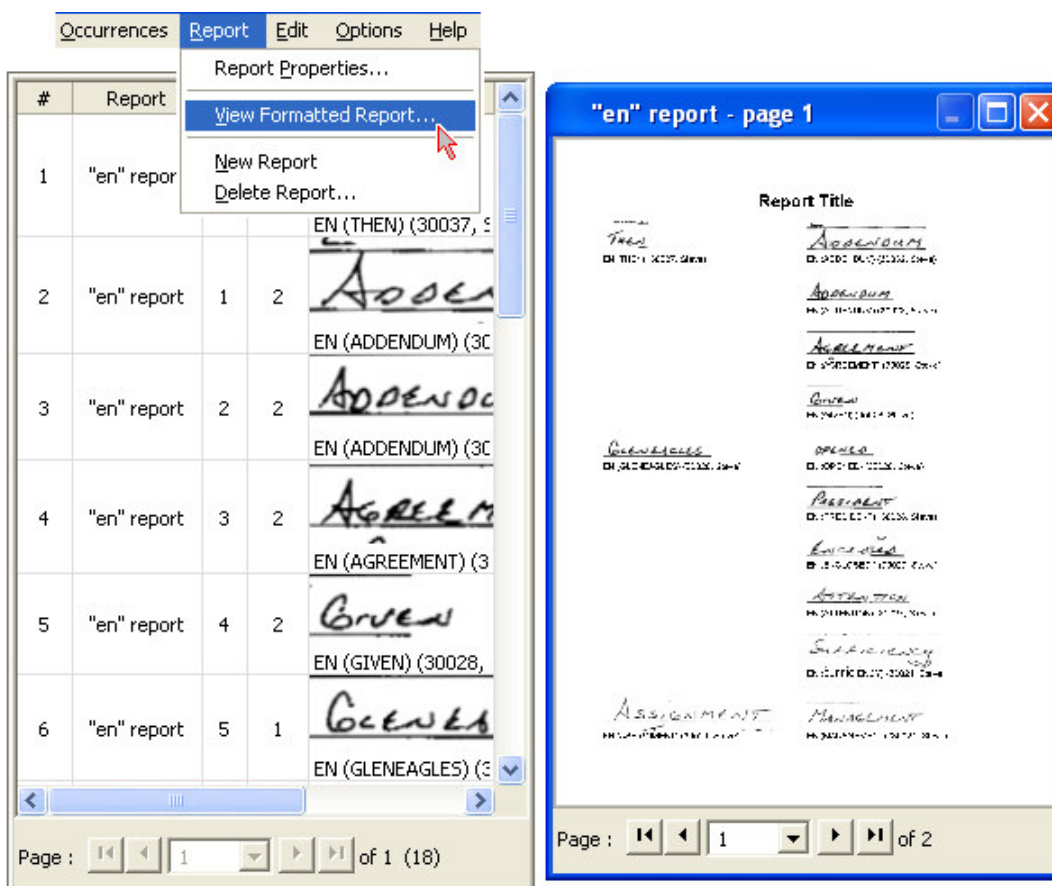 Occurrences Report Edit Options Help
Report Properties...
View Formatted Report...
New Report
Delete Report...
# Report
1 "en" repor
EN (THEN) (30037, S
2 "en" report 1 2 ADDEN
EN (ADDENDUM) (30
3 "en" report 2 2 ADDENDU
EN (ADDENDUM) (30
4 "en" report 3 2 AGREEM
EN (AGREEMENT) (3
5 "en" report 4 2 GIVEN
EN (GIVEN) (30028,
6 "en" report 5 1 GLENEA
EN (GLENEAGLES) (3
Page : 1 of 1 (18)
"en" report - page 1
Report Title
THEN ADDENDUM
ADDENDUM
AGREEMENT
GIVEN
GLENEAGLES OPENED
PRESIDENT
ATTENTION
SUFFICIENCY
ASSIGNMENT MANAGEMENT
Page : 1 of 2